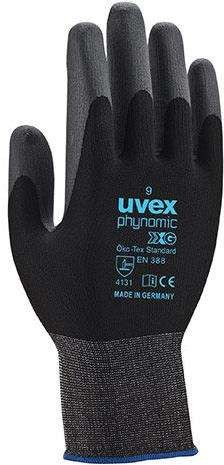 9
uvex
phynomic
XG
Öko-Tex Standard
EN 388
4131 CE
MADE IN GERMANY